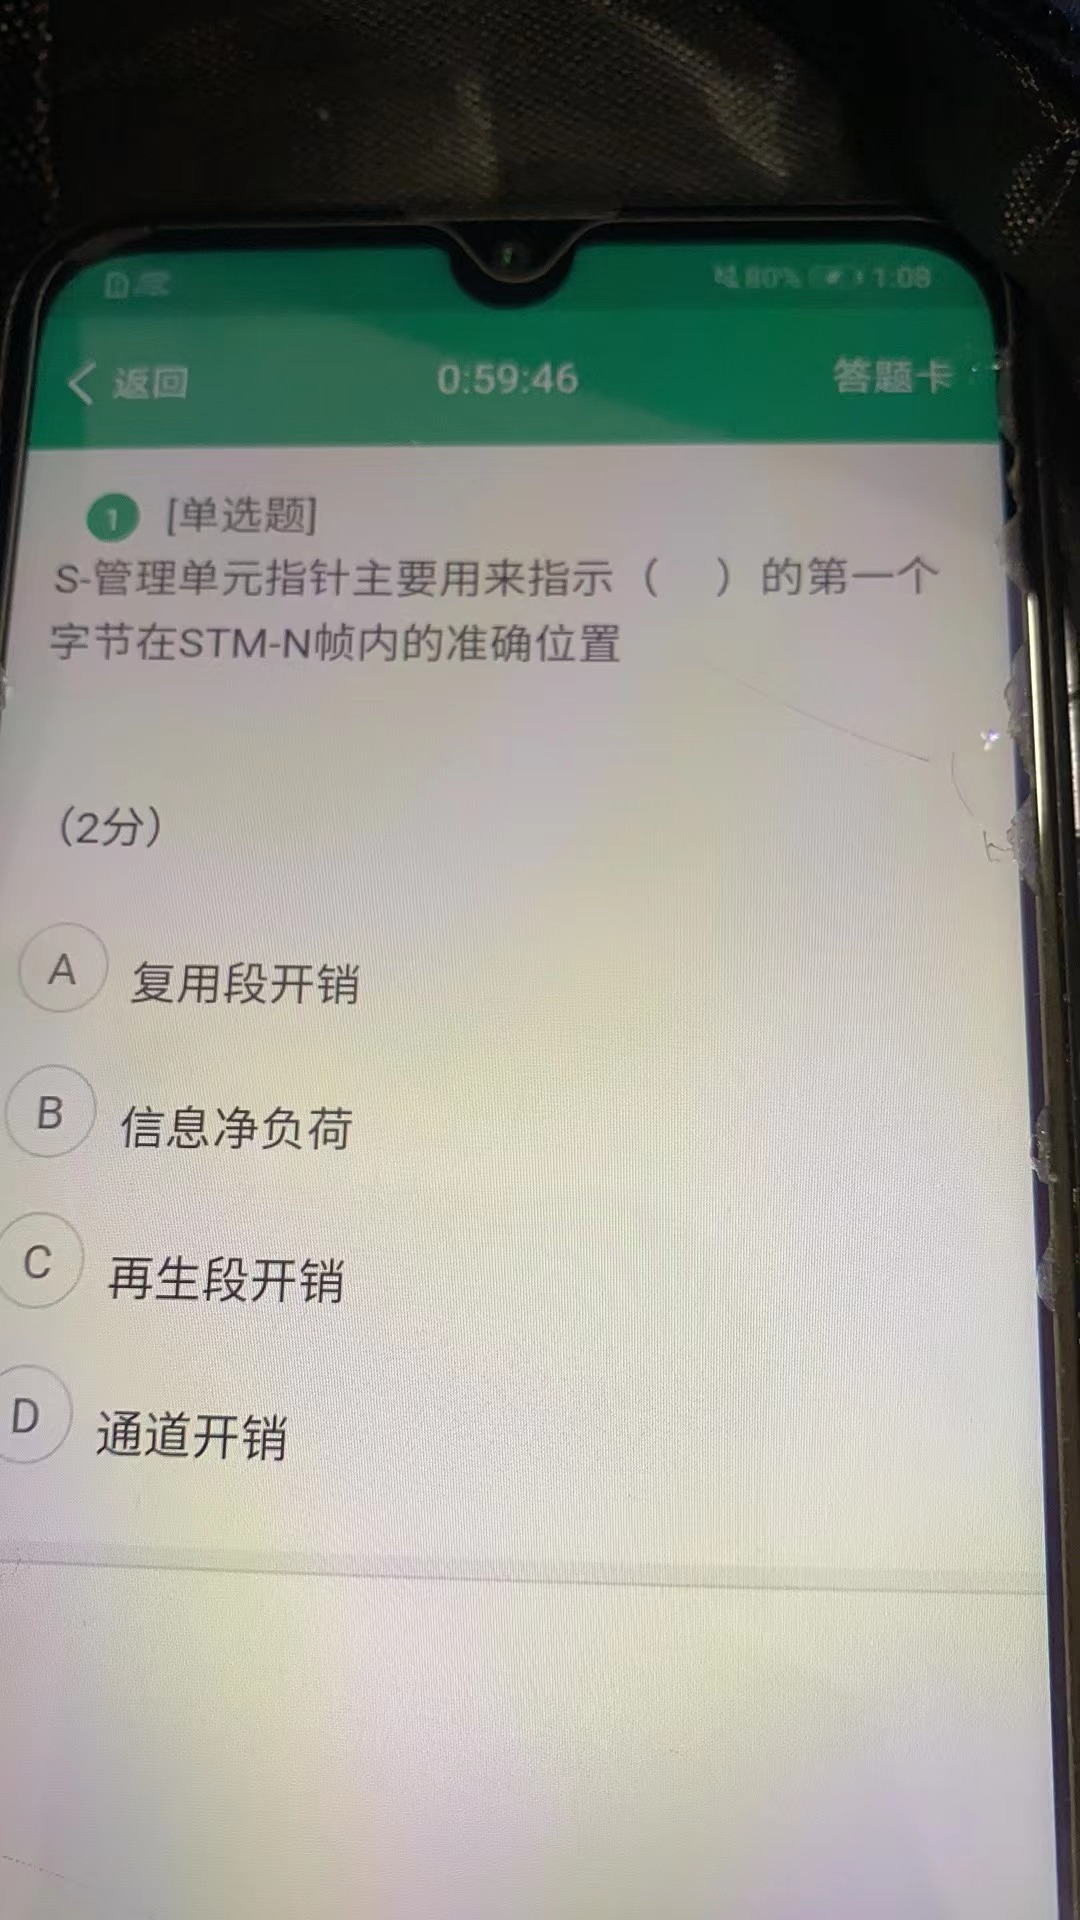 80% 1:08
返回 0:59:46 答题卡
1 [单选题]
S-管理单元指针主要用来指示（ ）的第一个
字节在STM-N帧内的准确位置
（2分）
A 复用段开销
B 信息净负荷
C 再生段开销
D 通道开销